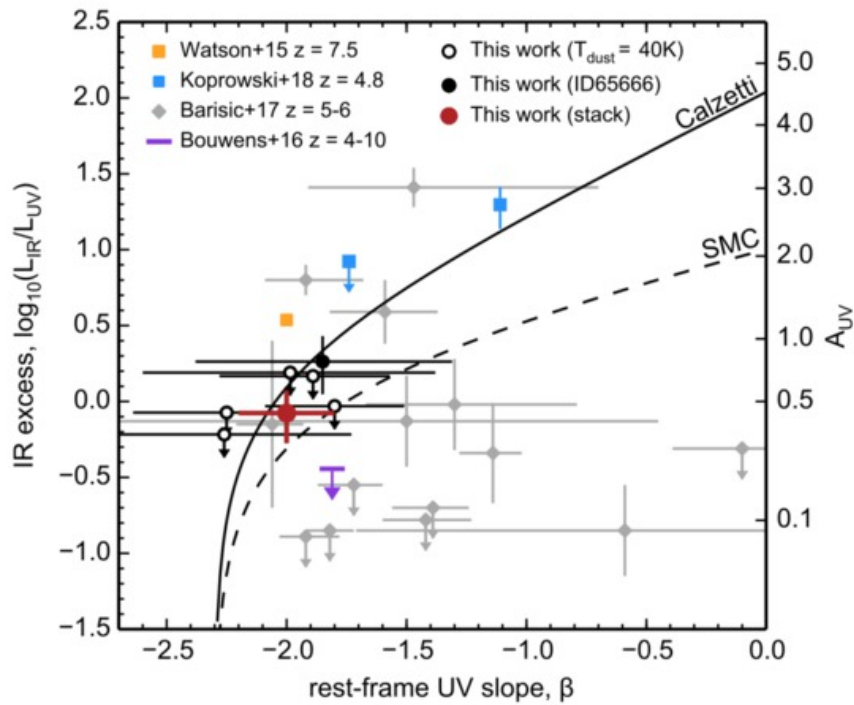 Watson+15 z = 7.5
Koprowski+18 z = 4.8
Barisic+17 z = 5-6
Bouwens+16 z = 4-10
This work (T_dust = 40K)
This work (ID65666)
This work (stack)
Calzetti
SMC
2.5
2.0
1.5
1.0
0.5
0.0
−0.5
−1.0
−1.5
IR excess, log₁₀(L_IR/L_UV)
5.0
4.0
3.0
2.0
1.0
0.5
0.1
A_UV
−2.5
−2.0
−1.5
−1.0
−0.5
0.0
rest-frame UV slope, β